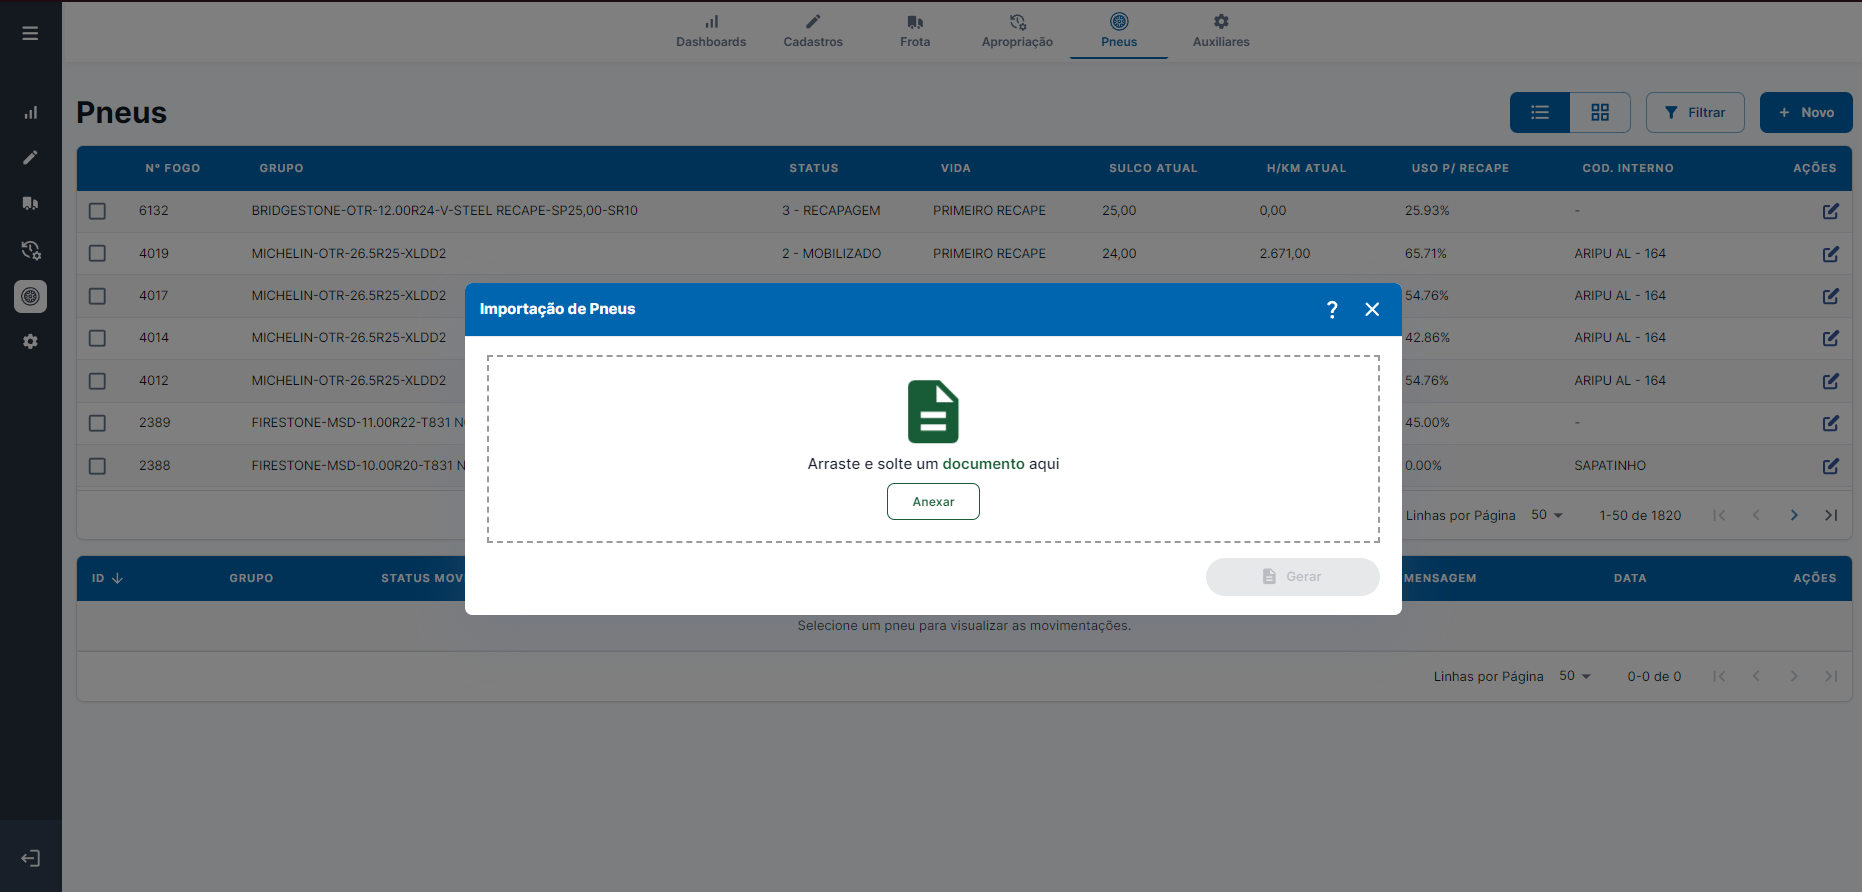 Dashboards Cadastros Frota Apropriação Pneus Auxiliares
Pneus
Filtrar
+ Novo
Nº FOGO GRUPO STATUS VIDA SULCO ATUAL H/KM ATUAL USO P/ RECAPE COD. INTERNO AÇÕES
6132 BRIDGESTONE-OTR-12.00R24-V-STEEL RECAPE-SP25,00-SR10 3 - RECAPAGEM PRIMEIRO RECAPE 25,00 0,00 25.93% -
4019 MICHELIN-OTR-26.5R25-XLDD2 2 - MOBILIZADO PRIMEIRO RECAPE 24,00 2.671,00 65.71% ARIPU AL - 164
4017 MICHELIN-OTR-26.5R25-XLDD2 54.76% ARIPU AL - 164
4014 MICHELIN-OTR-26.5R25-XLDD2 42.86% ARIPU AL - 164
4012 MICHELIN-OTR-26.5R25-XLDD2 54.76% ARIPU AL - 164
2389 FIRESTONE-MSD-11.00R22-T831 45.00% -
2388 FIRESTONE-MSD-10.00R20-T831 0.00% SAPATINHO
Linhas por Página 50 1-50 de 1820
Importação de Pneus ?
Arraste e solte um documento aqui
Anexar
Gerar
ID GRUPO STATUS MOV MENSAGEM DATA AÇÕES
Selecione um pneu para visualizar as movimentações.
Linhas por Página 50 0-0 de 0